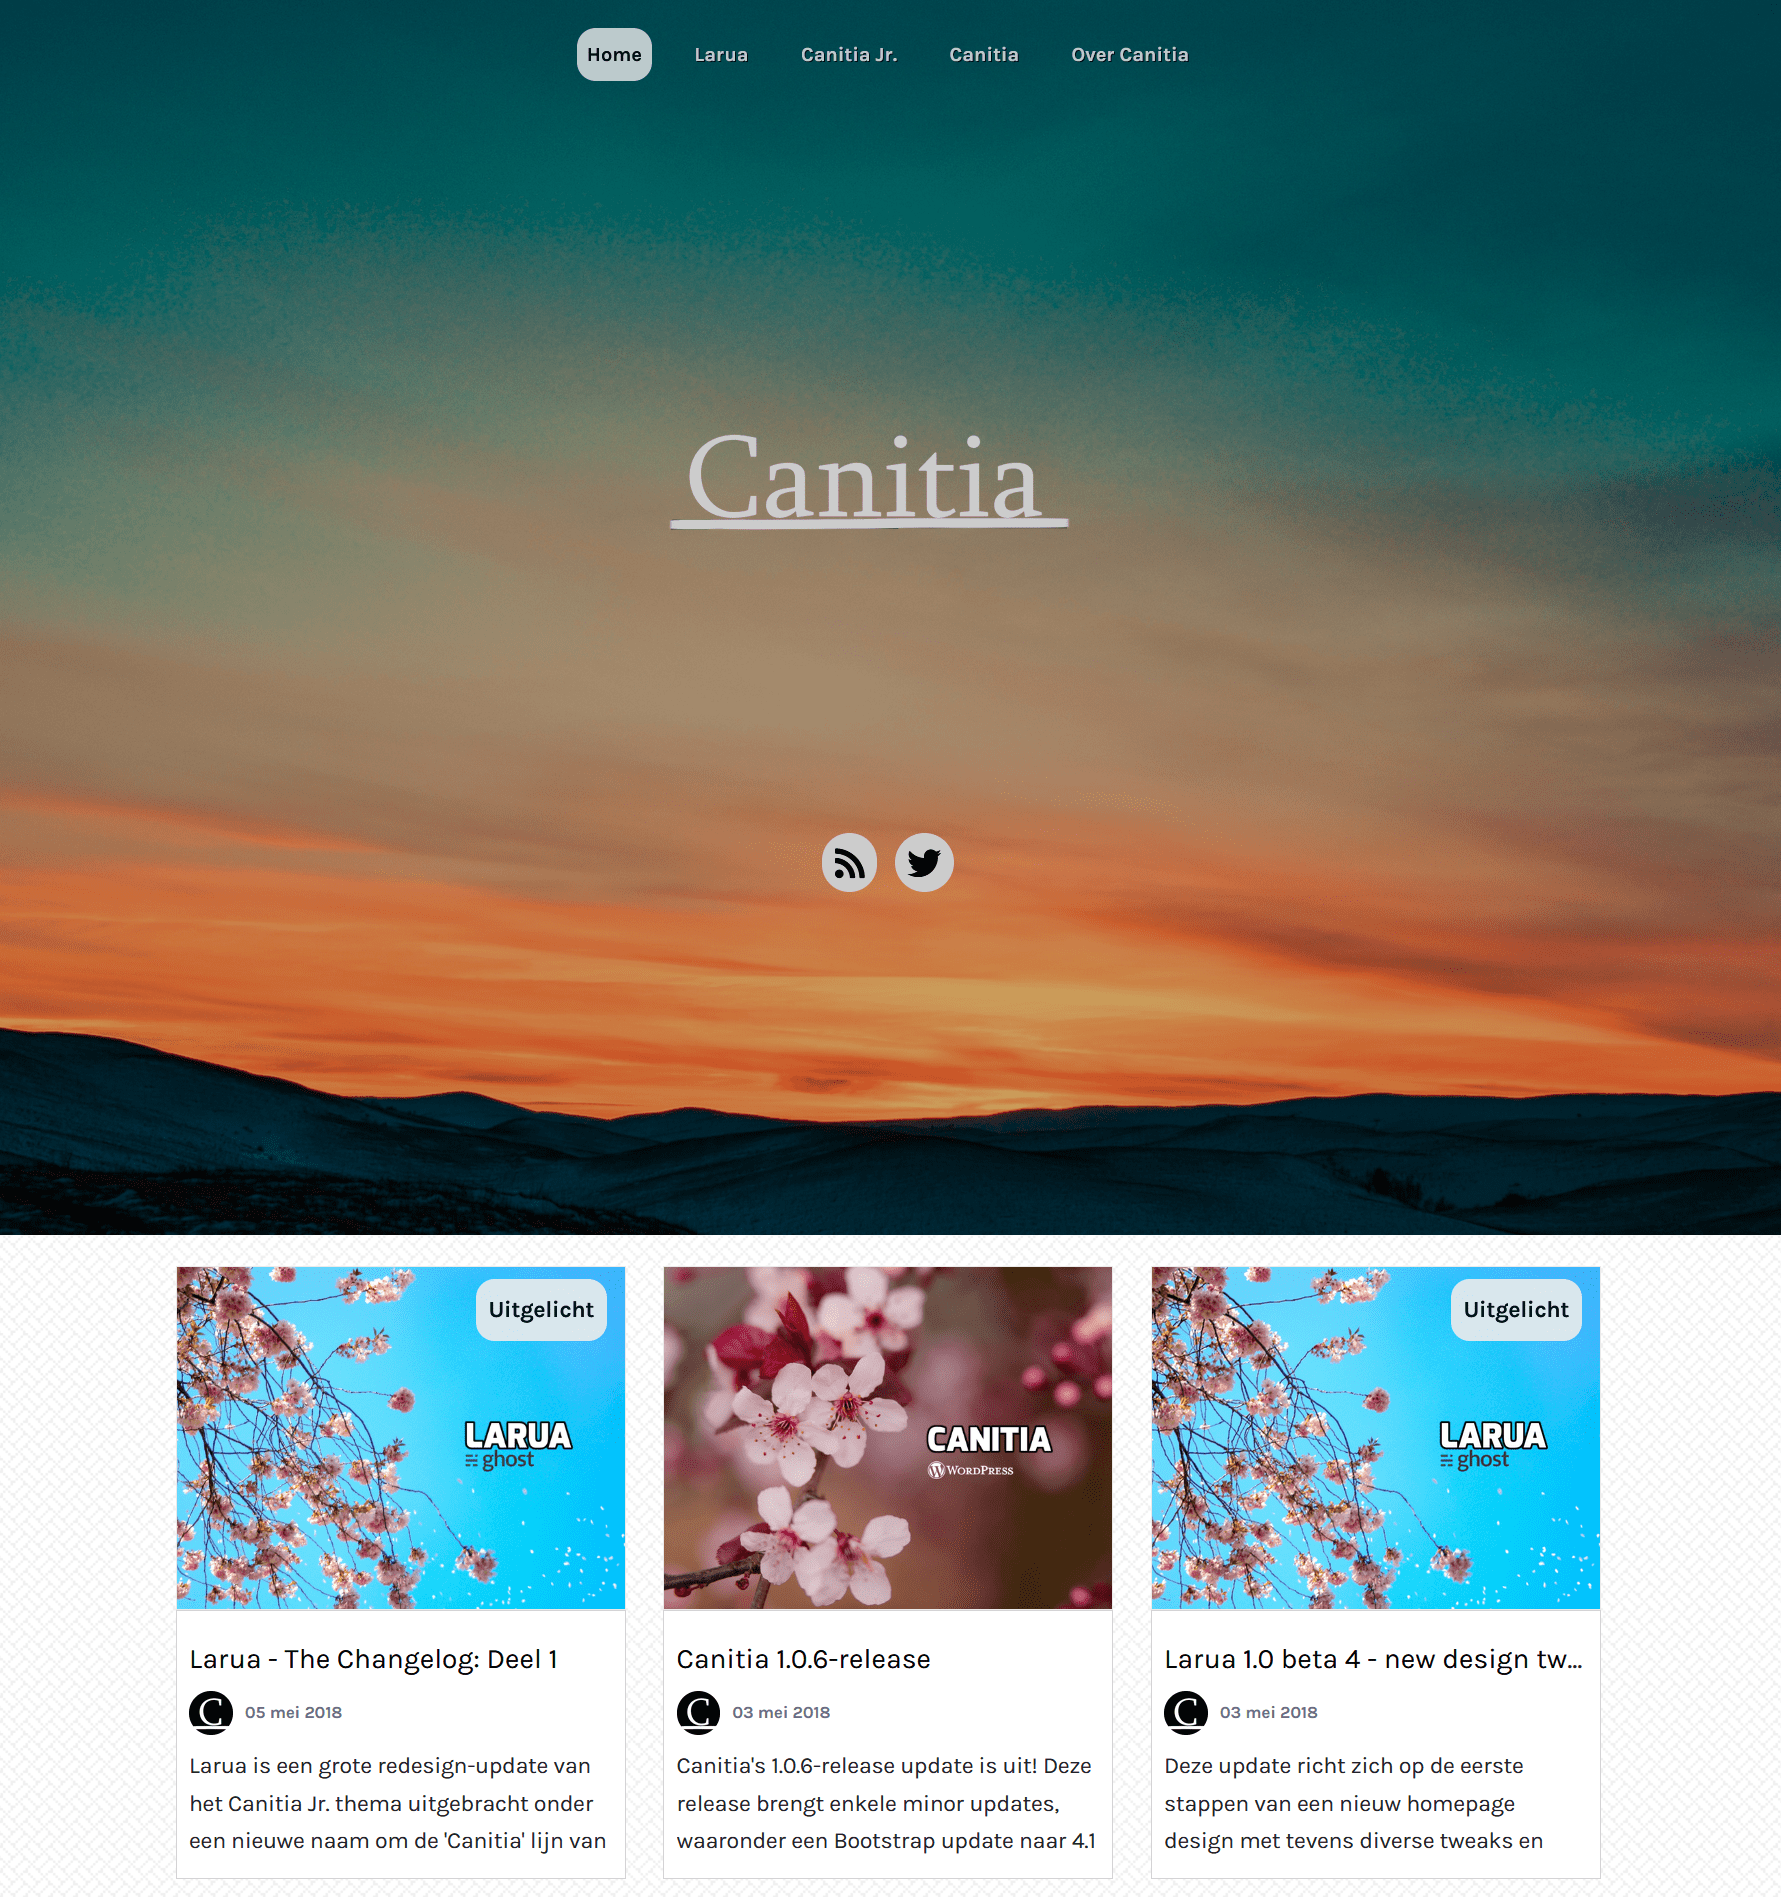 Home Larua Canitia Jr. Canitia Over Canitia
Canitia
Uitgelicht
LARUA
ghost
Larua - The Changelog: Deel 1
C 05 mei 2018
Larua is een grote redesign-update van
het Canitia Jr. thema uitgebracht onder
een nieuwe naam om de 'Canitia' lijn van
CANITIA
WORDPRESS
Canitia 1.0.6-release
C 03 mei 2018
Canitia's 1.0.6-release update is uit! Deze
release brengt enkele minor updates,
waaronder een Bootstrap update naar 4.1
Uitgelicht
LARUA
ghost
Larua 1.0 beta 4 - new design tw...
C 03 mei 2018
Deze update richt zich op de eerste
stappen van een nieuw homepage
design met tevens diverse tweaks en